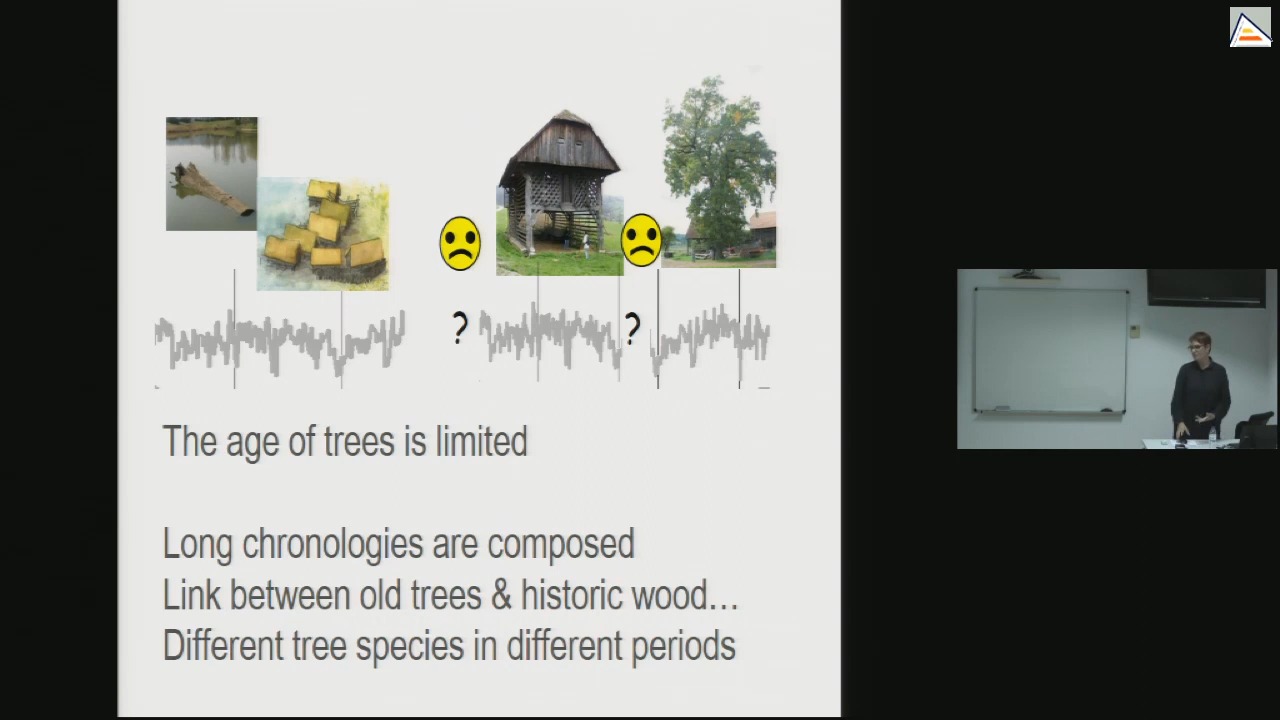 ? ?
The age of trees is limited
Long chronologies are composed
Link between old trees & historic wood…
Different tree species in different periods